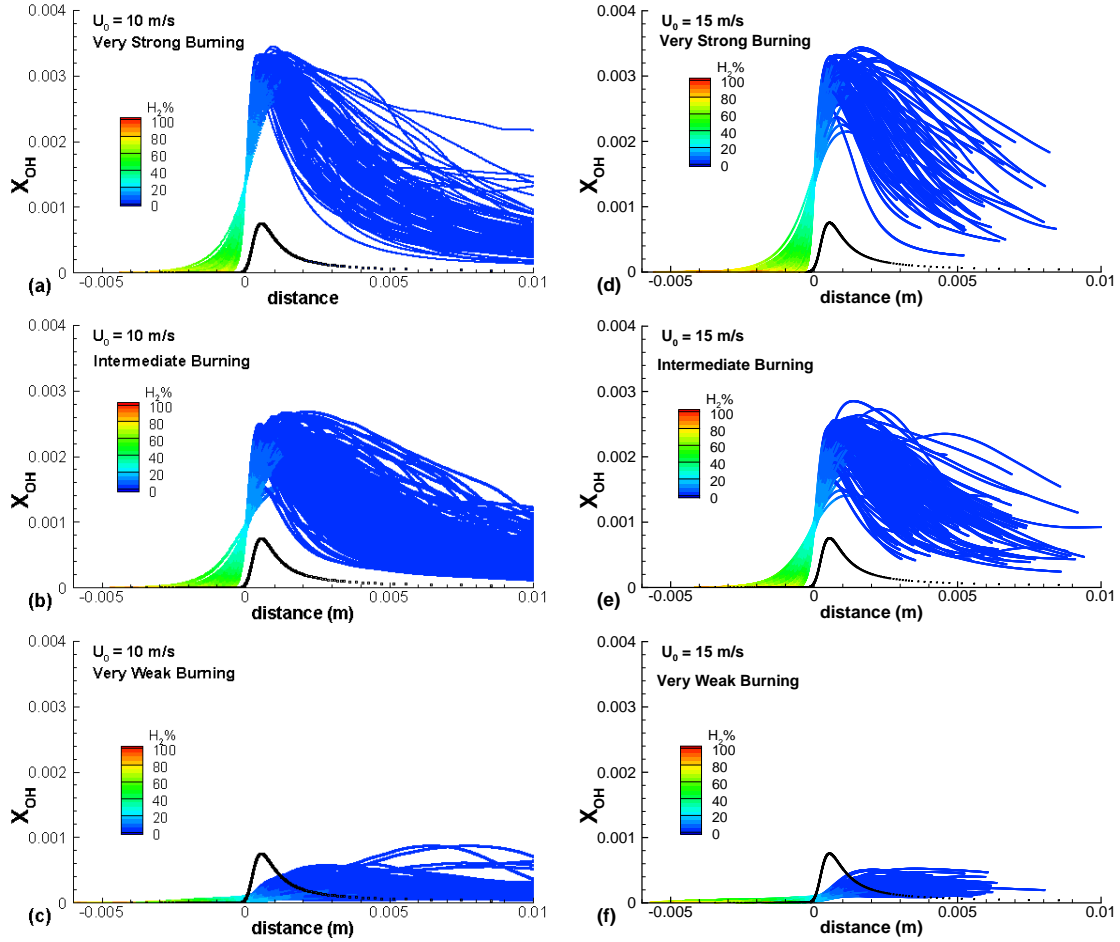 U₀ = 10 m/s
Very Strong Burning
H₂%
100
80
60
40
20
0
X_OH
0.004
0.003
0.002
0.001
0
-0.005
0
0.005
0.01
(a)
distance
U₀ = 15 m/s
Very Strong Burning
H₂%
100
80
60
40
20
0
X_OH
0.004
0.003
0.002
0.001
0
-0.005
0
0.005
0.01
(d)
distance (m)
U₀ = 10 m/s
Intermediate Burning
H₂%
100
80
60
40
20
0
X_OH
0.004
0.003
0.002
0.001
0
-0.005
0
0.005
0.01
(b)
distance (m)
U₀ = 15 m/s
Intermediate Burning
H₂%
100
80
60
40
20
0
X_OH
0.004
0.003
0.002
0.001
0
-0.005
0
0.005
0.01
(e)
distance (m)
U₀ = 10 m/s
Very Weak Burning
H₂%
100
80
60
40
20
0
X_OH
0.004
0.003
0.002
0.001
0
-0.005
0
0.005
0.01
(c)
distance
U₀ = 15 m/s
Very Weak Burning
H₂%
100
80
60
40
20
0
X_OH
0.004
0.003
0.002
0.001
0
-0.005
0
0.005
0.01
(f)
distance (m)